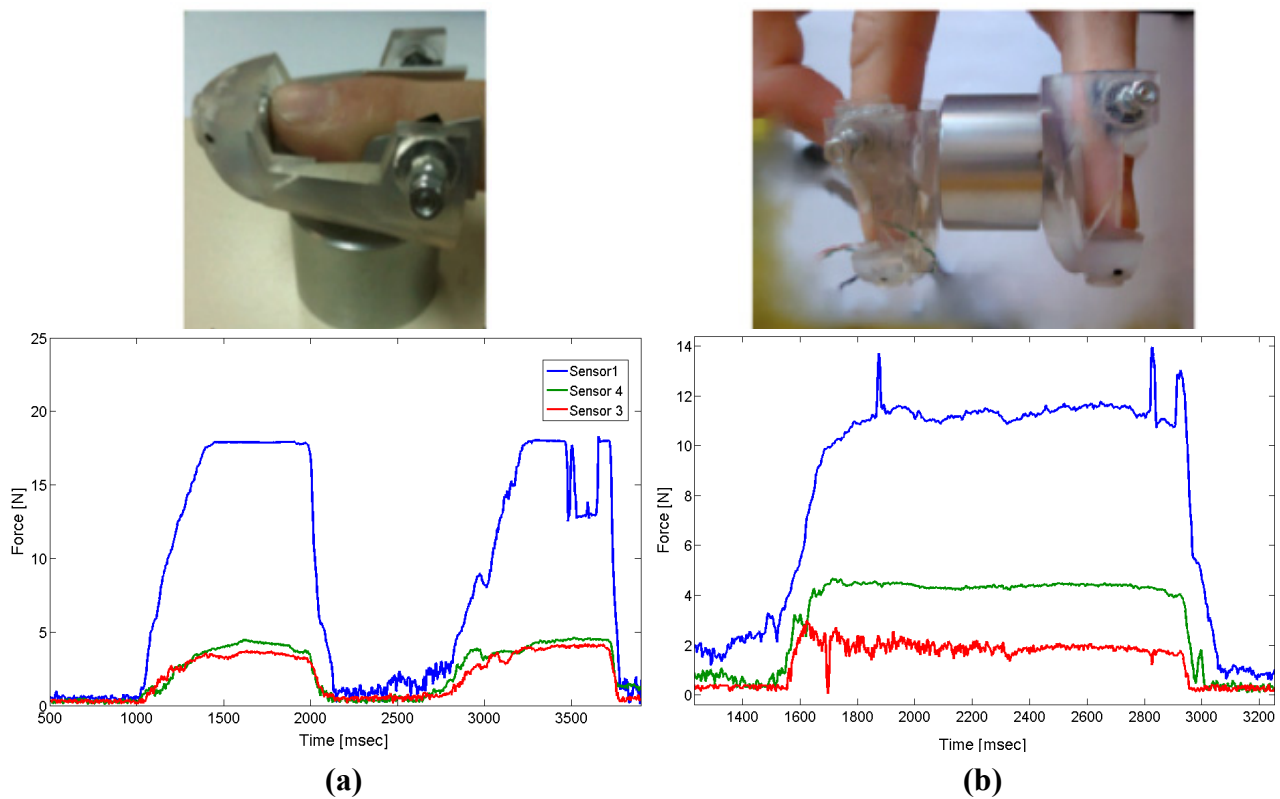 25
20
15
10
5
0
Force [N]
Sensor1
Sensor 4
Sensor 3
500 1000 1500 2000 2500 3000 3500
Time [msec]
(a)
14
12
10
8
6
4
2
0
Force [N]
1400 1600 1800 2000 2200 2400 2600 2800 3000 3200
Time [msec]
(b)